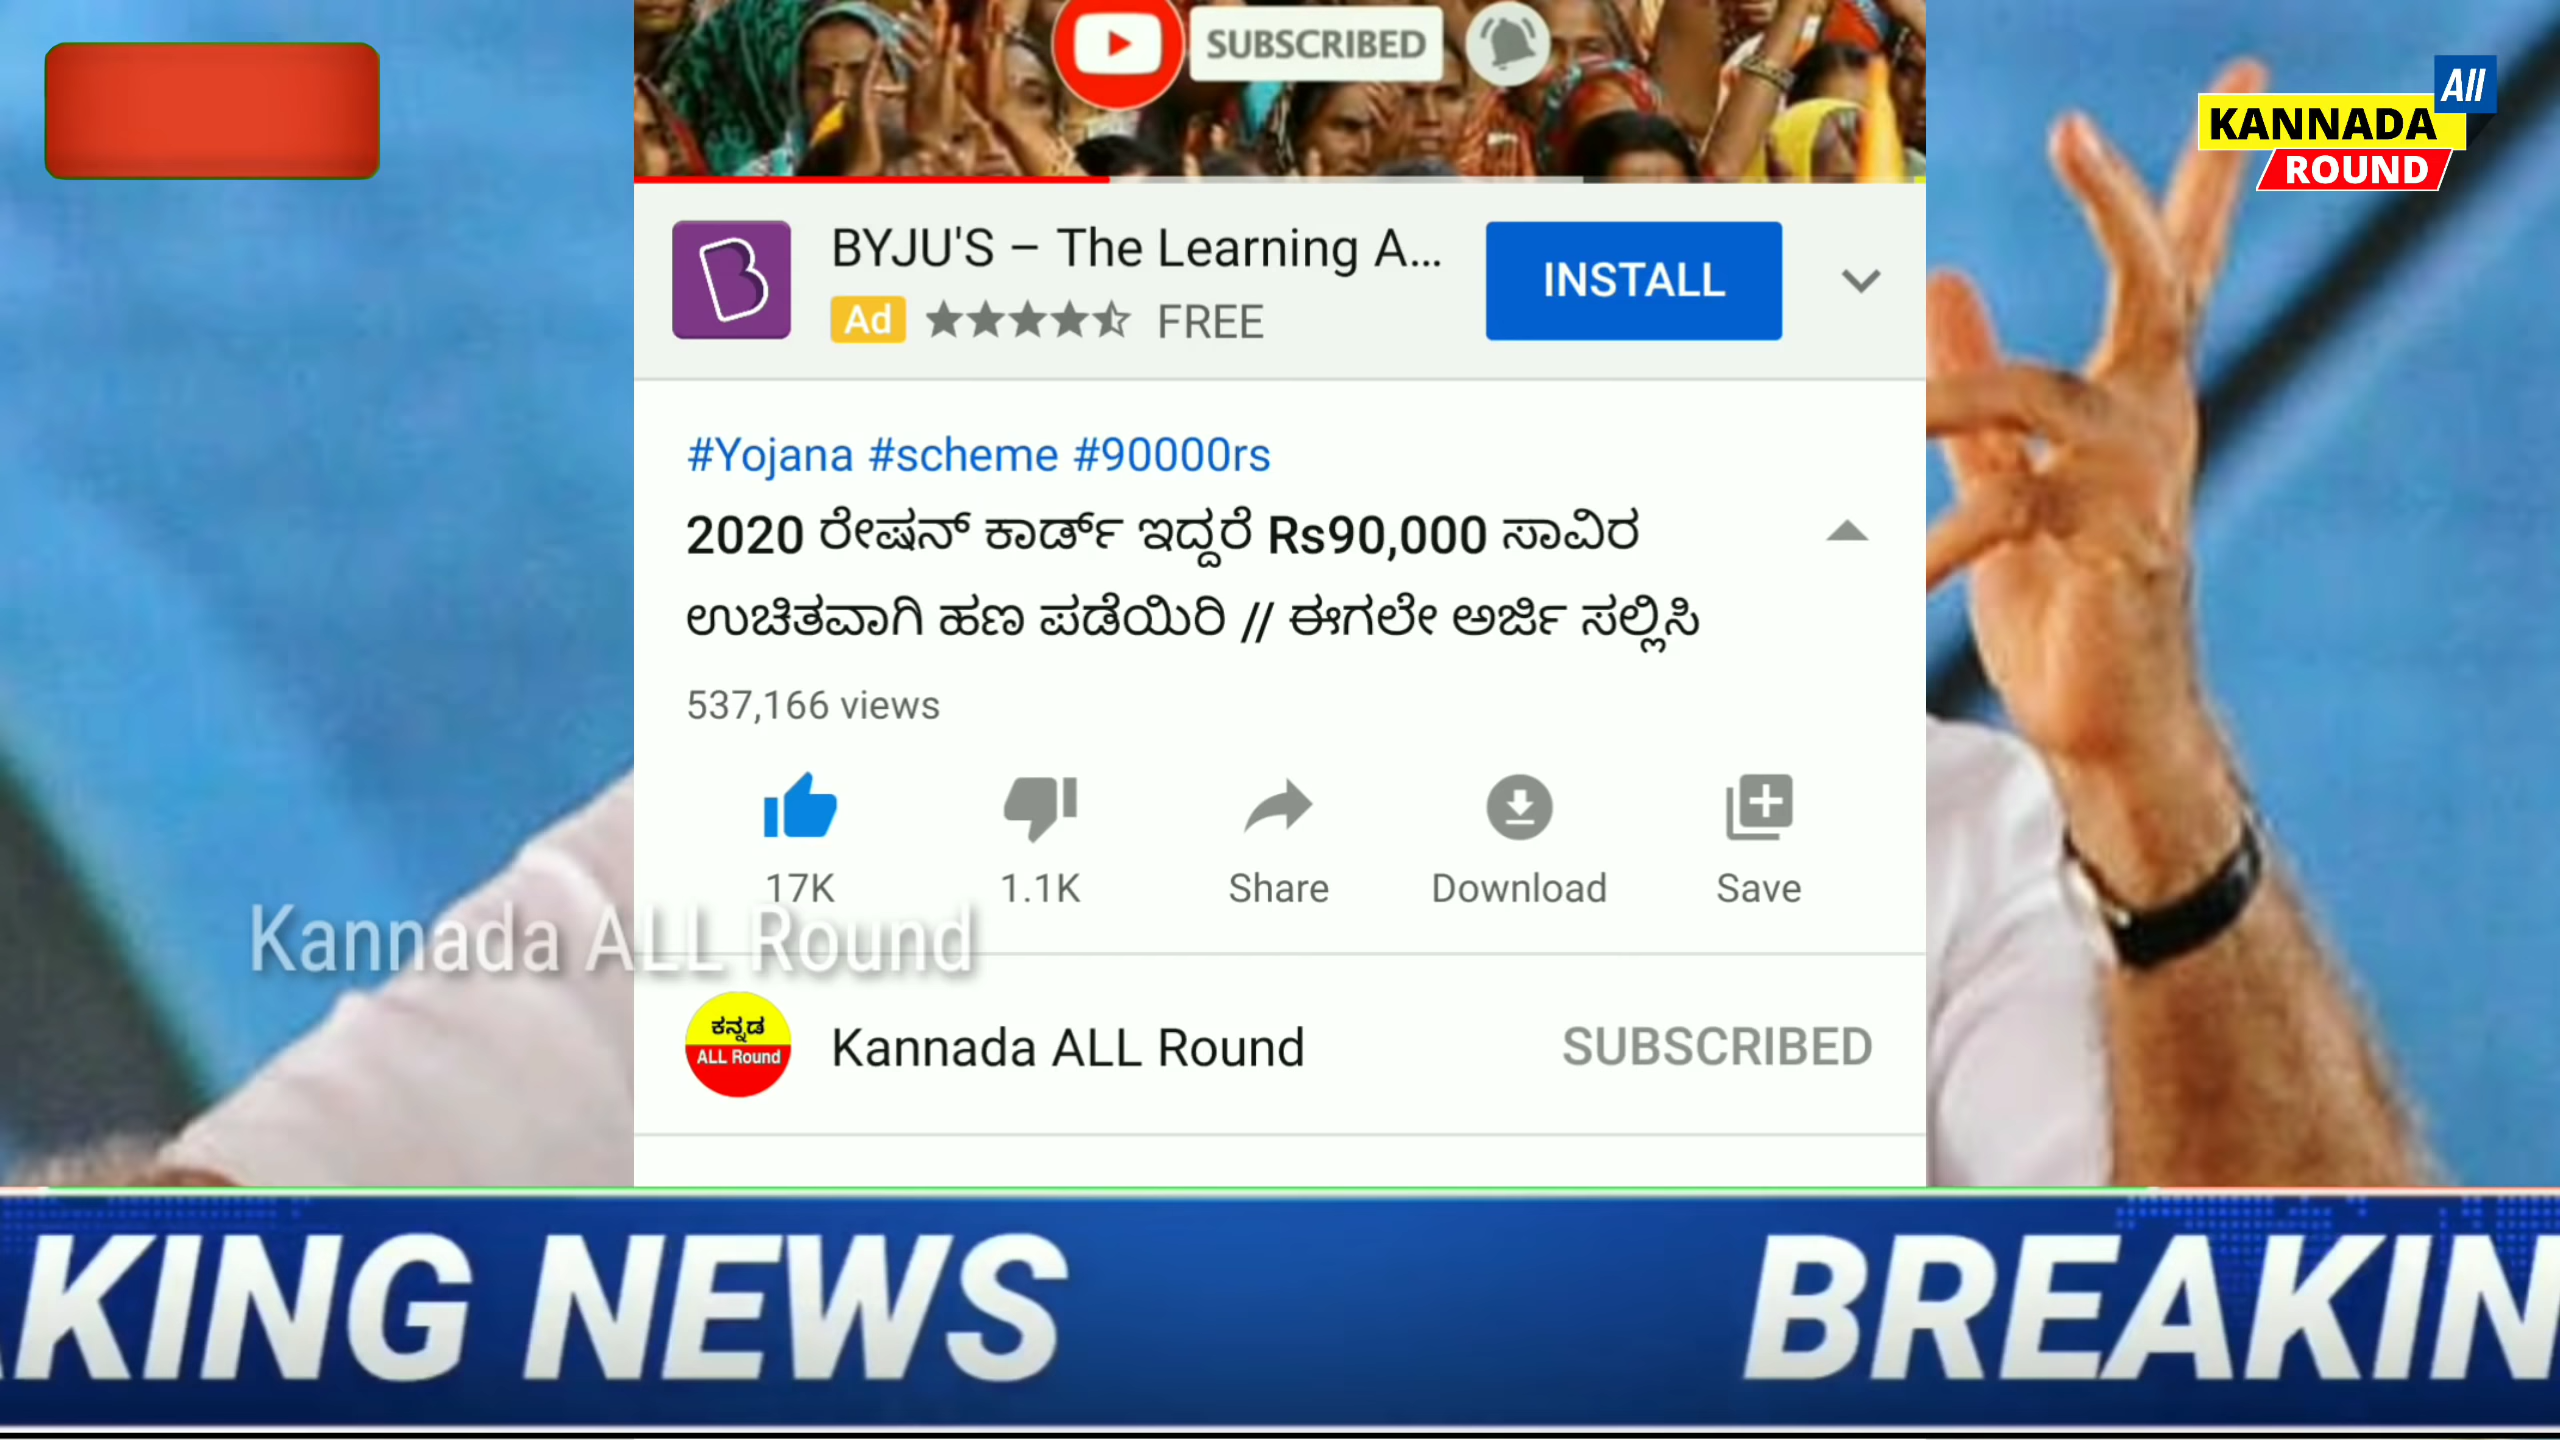 SUBSCRIBED
All
KANNADA
ROUND
BYJU'S – The Learning A...
INSTALL
Ad FREE
#Yojana #scheme #90000rs
2020 ರೇಷನ್ ಕಾರ್ಡ್ ಇದ್ದರೆ Rs90,000 ಸಾವಿರ
ಉಚಿತವಾಗಿ ಹಣ ಪಡೆಯಿರಿ // ಈಗಲೇ ಅರ್ಜಿ ಸಲ್ಲಿಸಿ
537,166 views
17K 1.1K Share Download Save
Kannada ALL Round
ಕನ್ನಡ
ALL Round
Kannada ALL Round SUBSCRIBED
AKING NEWS BREAKIN